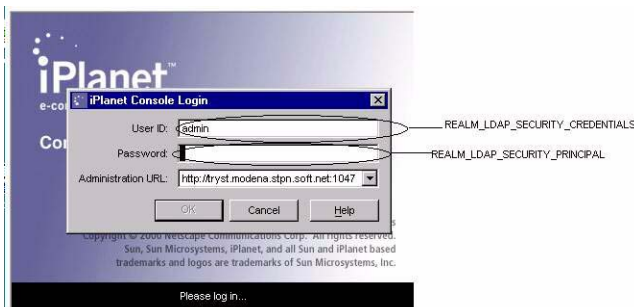 iPlanet™
e-co
Co
iPlanet Console Login
User ID: admin
REALM_LDAP_SECURITY_CREDENTIALS
Password:
REALM_LDAP_SECURITY_PRINCIPAL
Administration URL: http://tryst.modena.stpn.soft.net:1047
OK Cancel Help
Copyright © 2000 Netscape Communications Corp. All rights reserved.
Sun, Sun Microsystems, iPlanet, and all Sun and iPlanet based
trademarks and logos are trademarks of Sun Microsystems, Inc.
Please log in...